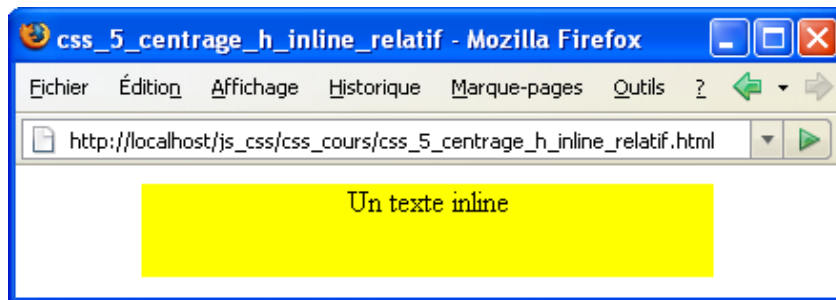 css_5_centrage_h_inline_relatif - Mozilla Firefox
Fichier Édition Affichage Historique Marque-pages Outils ?
http://localhost/js_css/css_cours/css_5_centrage_h_inline_relatif.html
Un texte inline